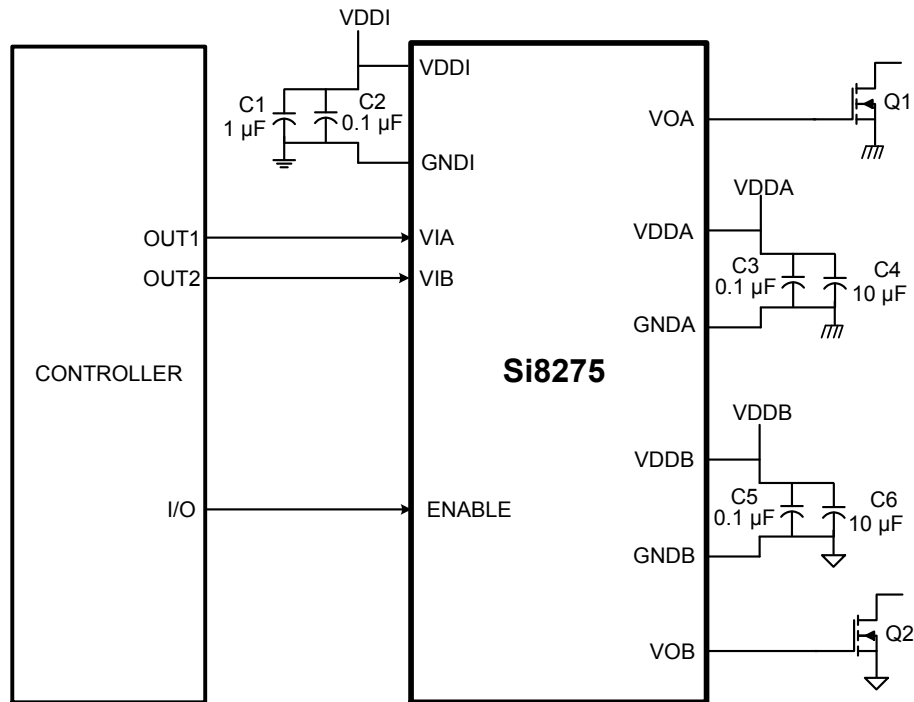 VDDI
VDDI
C1
1 µF
C2
0.1 µF
GNDI
VOA
Q1
VDDA
VDDA
C3
0.1 µF
C4
10 µF
GNDA
OUT1
VIA
OUT2
VIB
CONTROLLER
Si8275
VDDB
VDDB
C5
0.1 µF
C6
10 µF
GNDB
I/O
ENABLE
VOB
Q2